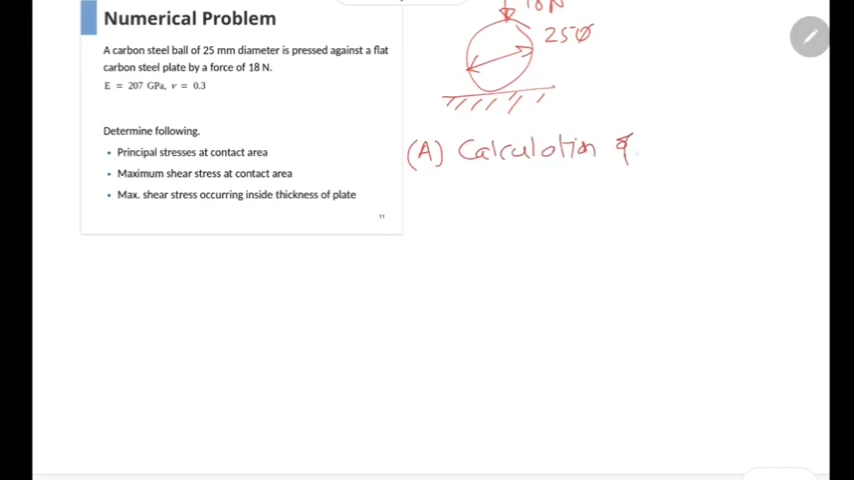 Numerical Problem
A carbon steel ball of 25 mm diameter is pressed against a flat
carbon steel plate by a force of 18 N.
E = 207 GPa, ν = 0.3
Determine following.
• Principal stresses at contact area
• Maximum shear stress at contact area
• Max. shear stress occurring inside thickness of plate
11
18N
25Φ
(A) Calculation of